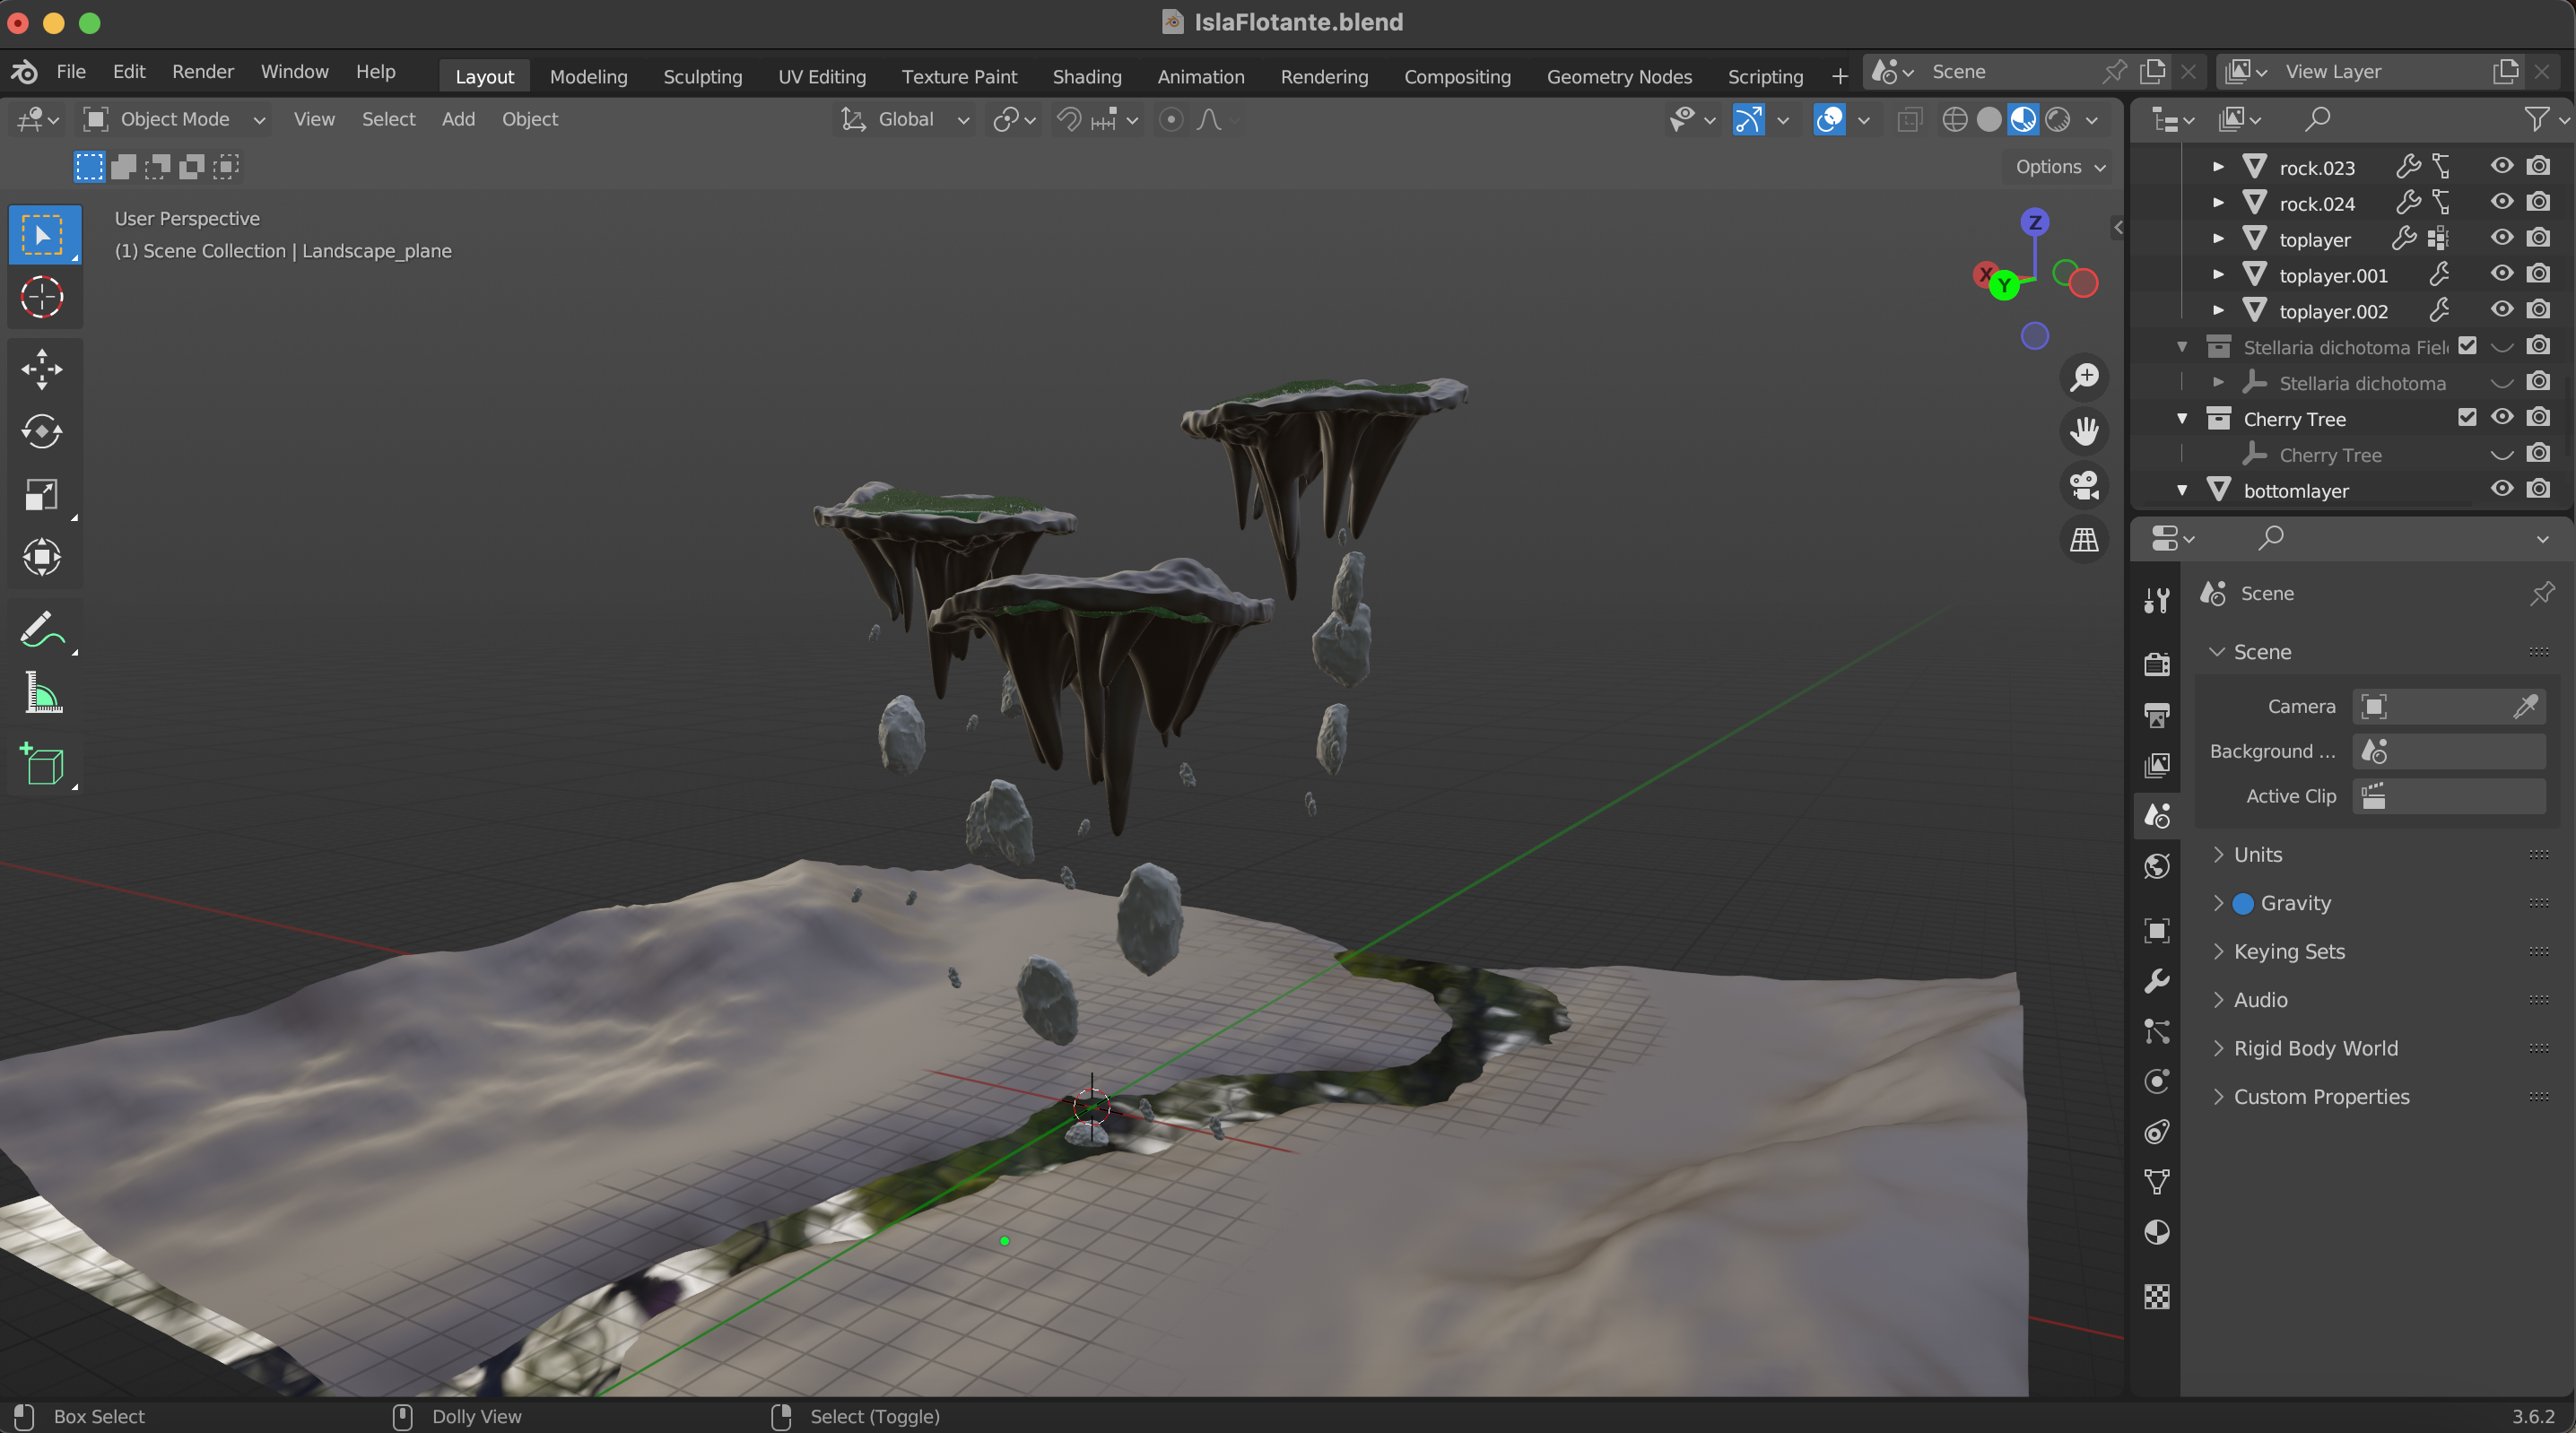 IslaFlotante.blend
File Edit Render Window Help Layout Modeling Sculpting UV Editing Texture Paint Shading Animation Rendering Compositing Geometry Nodes Scripting + Scene View Layer
Object Mode View Select Add Object Global
Options
User Perspective
(1) Scene Collection | Landscape_plane
Z
X
Y
rock.023
rock.024
toplayer
toplayer.001
toplayer.002
Stellaria dichotoma Fiel
Stellaria dichotoma
Cherry Tree
Cherry Tree
bottomlayer
Scene
Scene
Camera
Background ...
Active Clip
Units
Gravity
Keying Sets
Audio
Rigid Body World
Custom Properties
Box Select Dolly View Select (Toggle) 3.6.2